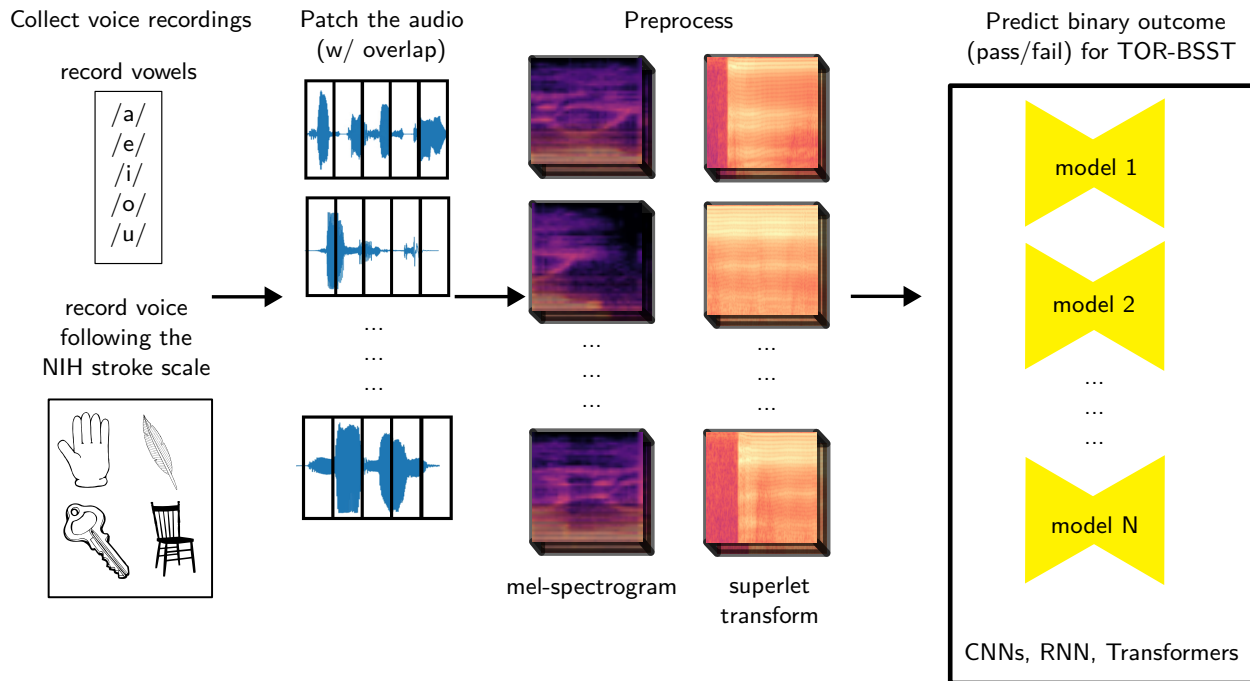 Collect voice recordings
record vowels
/a/
/e/
/i/
/o/
/u/
record voice
following the
NIH stroke scale
Patch the audio
(w/ overlap)
...
...
...
Preprocess
...
...
...
mel-spectrogram
...
...
...
superlet
transform
Predict binary outcome
(pass/fail) for TOR-BSST
model 1
model 2
...
...
...
model N
CNNs, RNN, Transformers